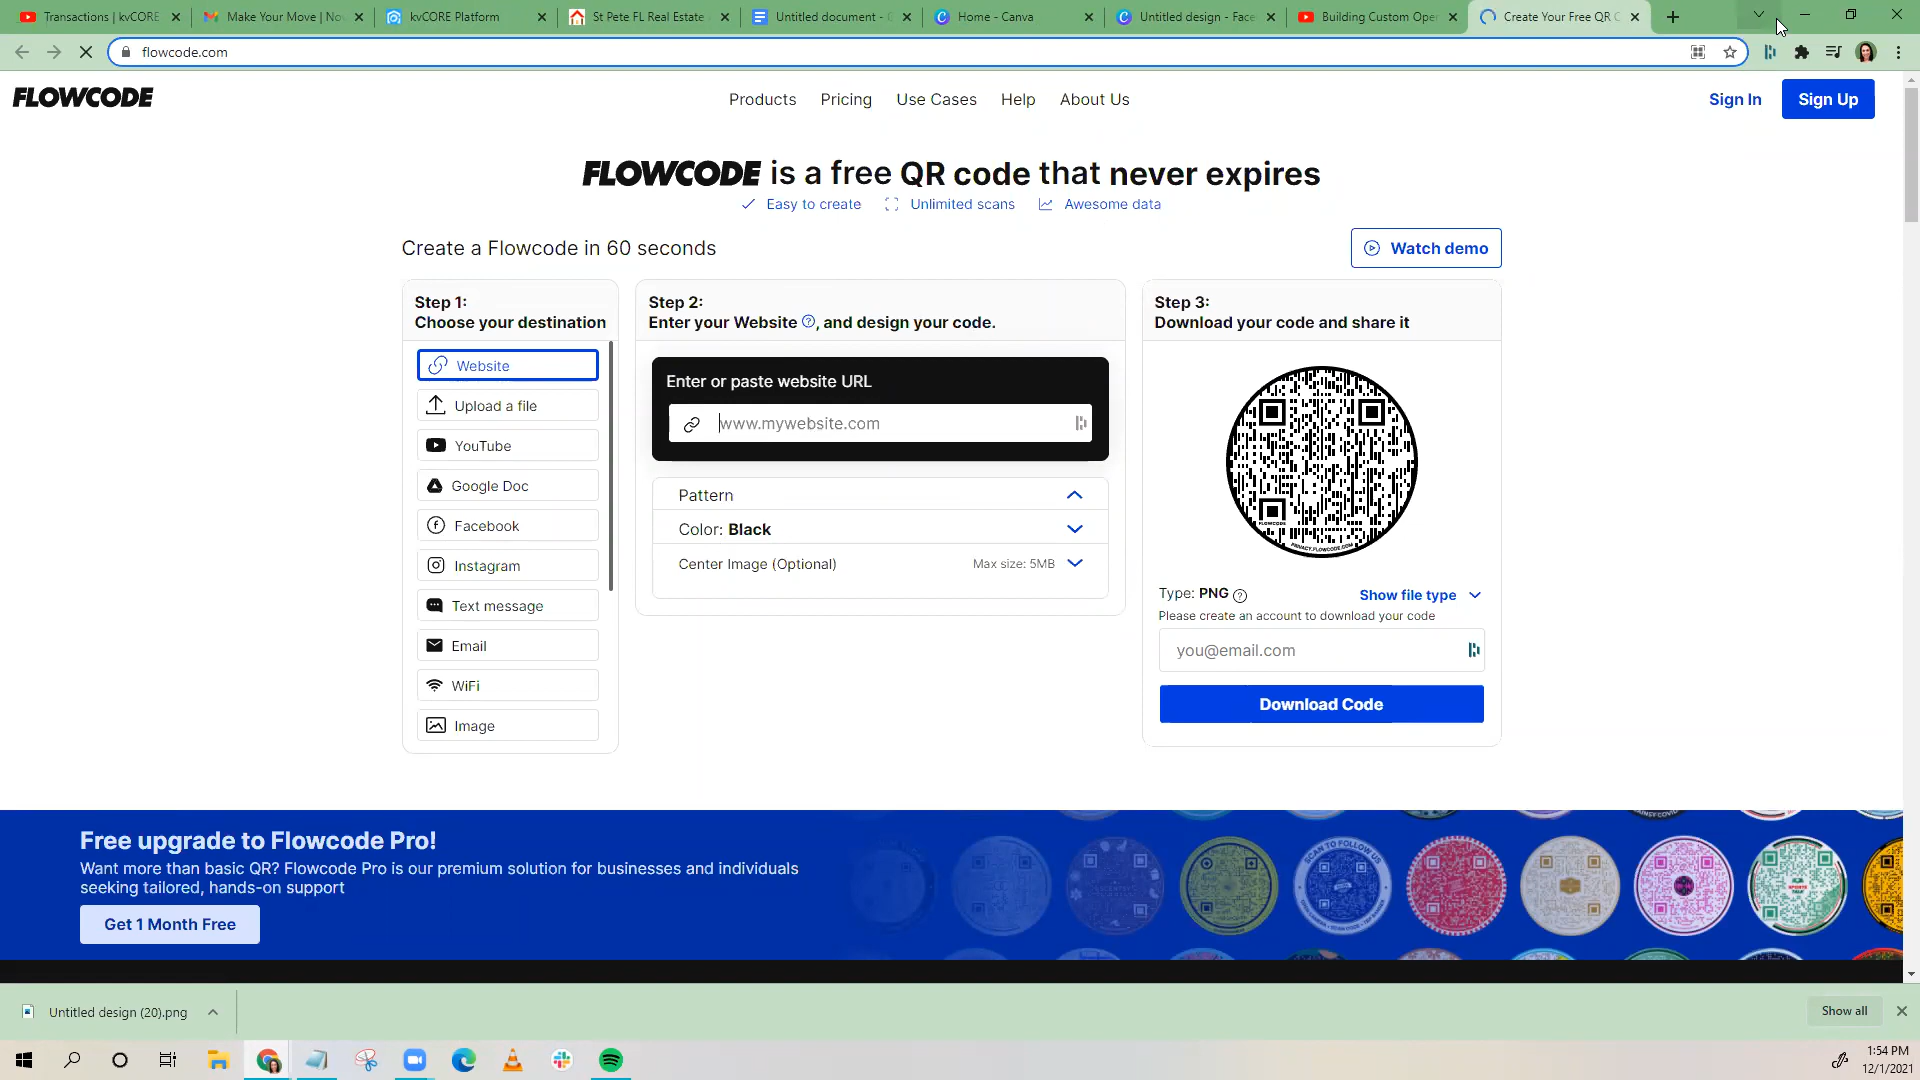 Transactions | kvCORE
Make Your Move | Nov
kvCORE Platform
St Pete FL Real Estate
Untitled document - G
Home - Canva
Untitled design - Face
Building Custom Oper
Create Your Free QR C
flowcode.com
FLOWCODE
Products
Pricing
Use Cases
Help
About Us
Sign In
Sign Up
FLOWCODE is a free QR code that never expires
Easy to create
Unlimited scans
Awesome data
Create a Flowcode in 60 seconds
Watch demo
Step 1:
Choose your destination
Website
Upload a file
YouTube
Google Doc
Facebook
Instagram
Text message
Email
WiFi
Image
Step 2:
Enter your Website ?, and design your code.
Enter or paste website URL
www.mywebsite.com
Pattern
Color: Black
Center Image (Optional)
Max size: 5MB
Step 3:
Download your code and share it
FLOWCODE
PRIVACY.FLOWCODE.COM
Type: PNG ?
Show file type
Please create an account to download your code
you@email.com
Download Code
Free upgrade to Flowcode Pro!
Want more than basic QR? Flowcode Pro is our premium solution for businesses and individuals
seeking tailored, hands-on support
Get 1 Month Free
SCAN TO FOLLOW US
Untitled design (20).png
Show all
1:54 PM
12/1/2021